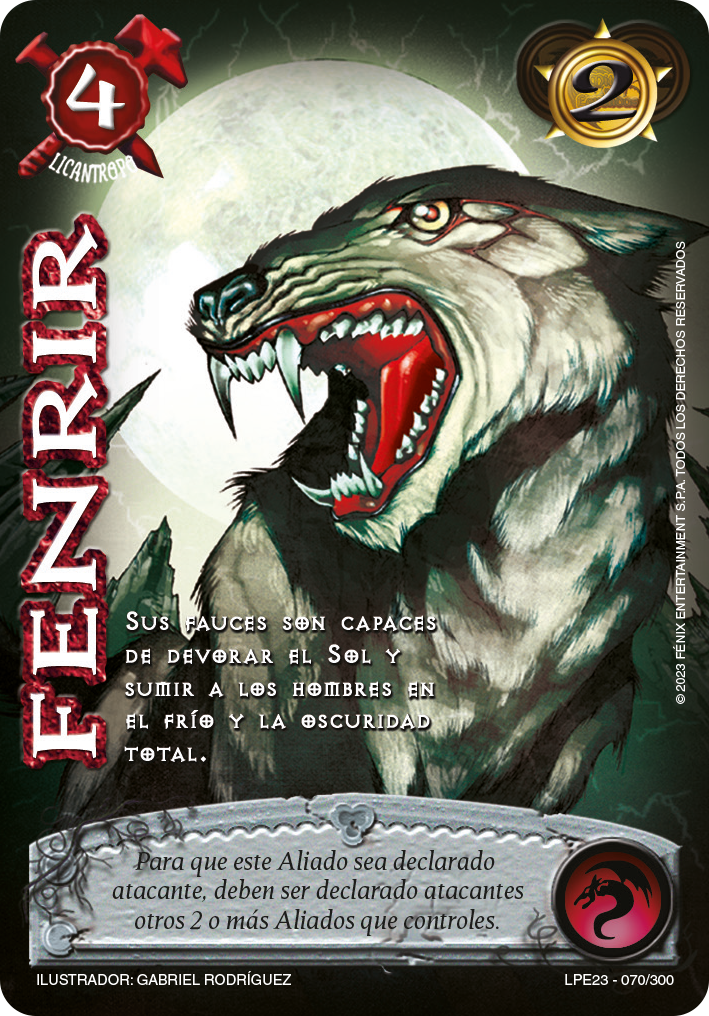 4
LICANTROPO
2
FENRIR
Sus fauces son capaces
de devorar el Sol y
sumir a los hombres en
el frío y la oscuridad
total.
© 2023 FÉNIX ENTERTAINMENT S.P.A. TODOS LOS DERECHOS RESERVADOS
Para que este Aliado sea declarado
atacante, deben ser declarado atacantes
otros 2 o más Aliados que controles.
ILUSTRADOR: GABRIEL RODRÍGUEZ
LPE23 - 070/300